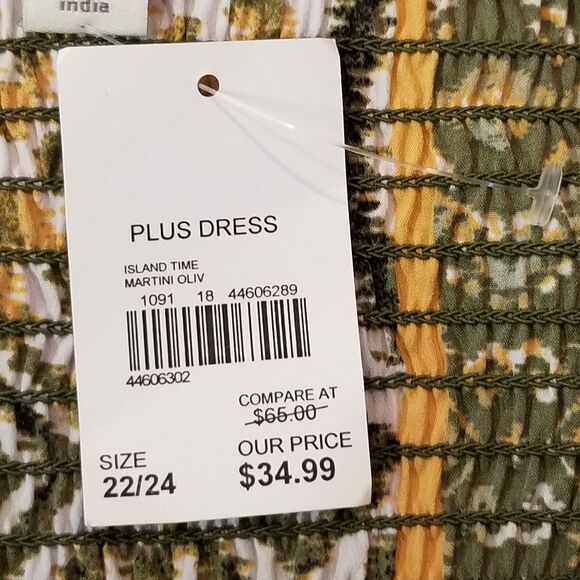 india
PLUS DRESS
ISLAND TIME
MARTINI OLIV
1091 18 44606289
44606302
COMPARE AT
$65.00
OUR PRICE
$34.99
SIZE
22/24